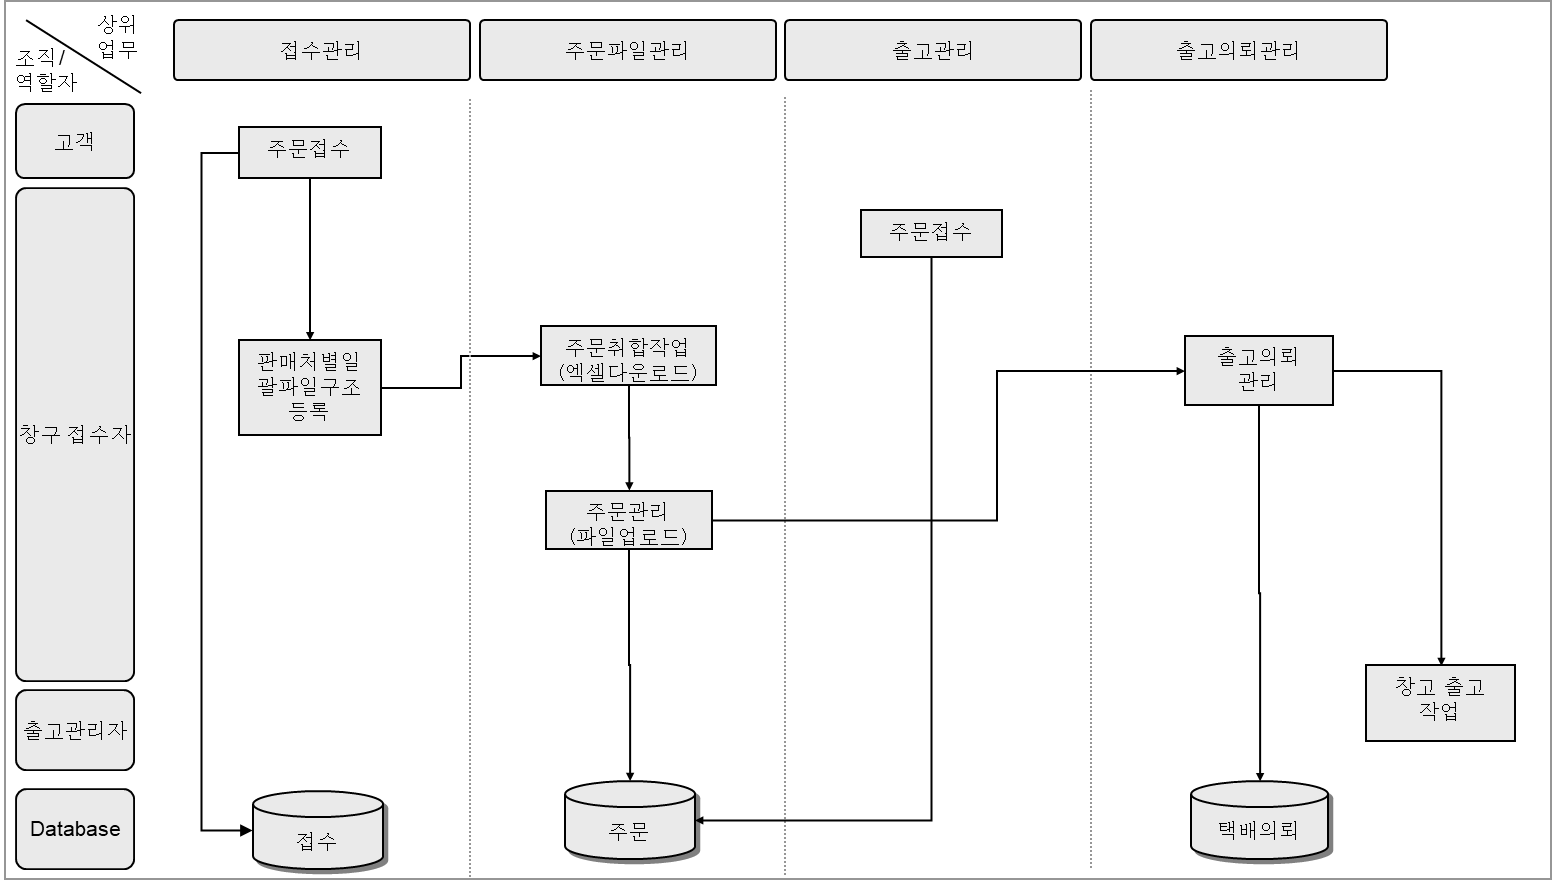 상위
업무
조직/
역할자
접수관리
주문파일관리
출고관리
출고의뢰관리
고객
주문접수
창구 접수자
주문접수
판매처별일
괄파일구조
등록
주문취합작업
(엑셀다운로드)
출고의뢰
관리
주문관리
(파일업로드)
출고관리자
창고 출고
작업
Database
접수
주문
택배의뢰